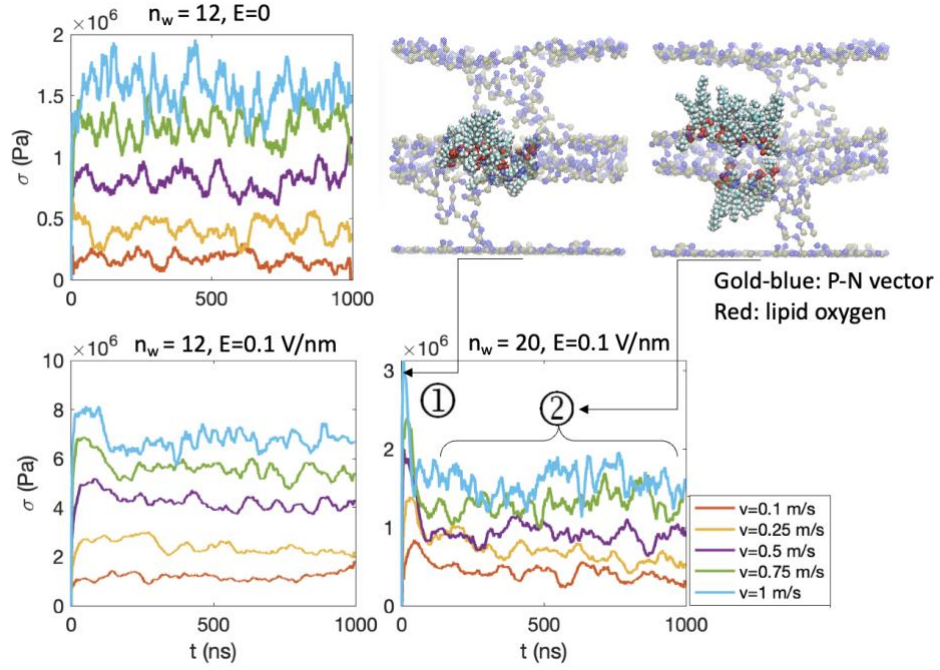 n_w = 12, E=0
×10^6
2
1.5
1
0.5
0
σ (Pa)
0
500
1000
Gold-blue: P-N vector
Red: lipid oxygen
n_w = 12, E=0.1 V/nm
×10^6
10
8
6
4
2
0
σ (Pa)
0
500
1000
t (ns)
n_w = 20, E=0.1 V/nm
×10^6
3
2
1
0
①
②
0
500
1000
t (ns)
v=0.1 m/s
v=0.25 m/s
v=0.5 m/s
v=0.75 m/s
v=1 m/s